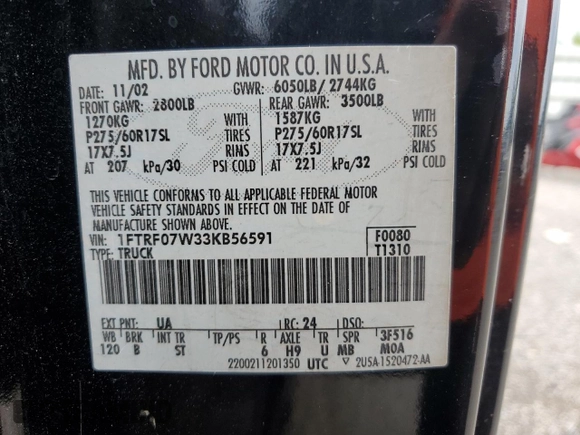 MFD. BY FORD MOTOR CO. IN U.S.A.
DATE: 11/02 GVWR: 6050LB/ 2744KG
FRONT GAWR: 2800LB REAR GAWR: 3500LB
1270KG WITH 1587KG WITH
P275/60R17SL TIRES P275/60R17SL TIRES
17X7.5J RIMS 17X7.5J RIMS
AT 207 kPa/30 PSI COLD AT 221 kPa/32 PSI COLD
THIS VEHICLE CONFORMS TO ALL APPLICABLE FEDERAL MOTOR
VEHICLE SAFETY STANDARDS IN EFFECT ON THE DATE OF
MANUFACTURE SHOWN ABOVE.
VIN: 1FTRF07W33KB56591 F0080
TYPE: TRUCK T1310
EXT PNT: UA RC: 24 DSO:
WB BRK INT TR TP/PS R AXLE TR SPR 3F516
120 B ST 6 H9 U MB MOA
2200211201350 UTC 2USA-1520472-AA